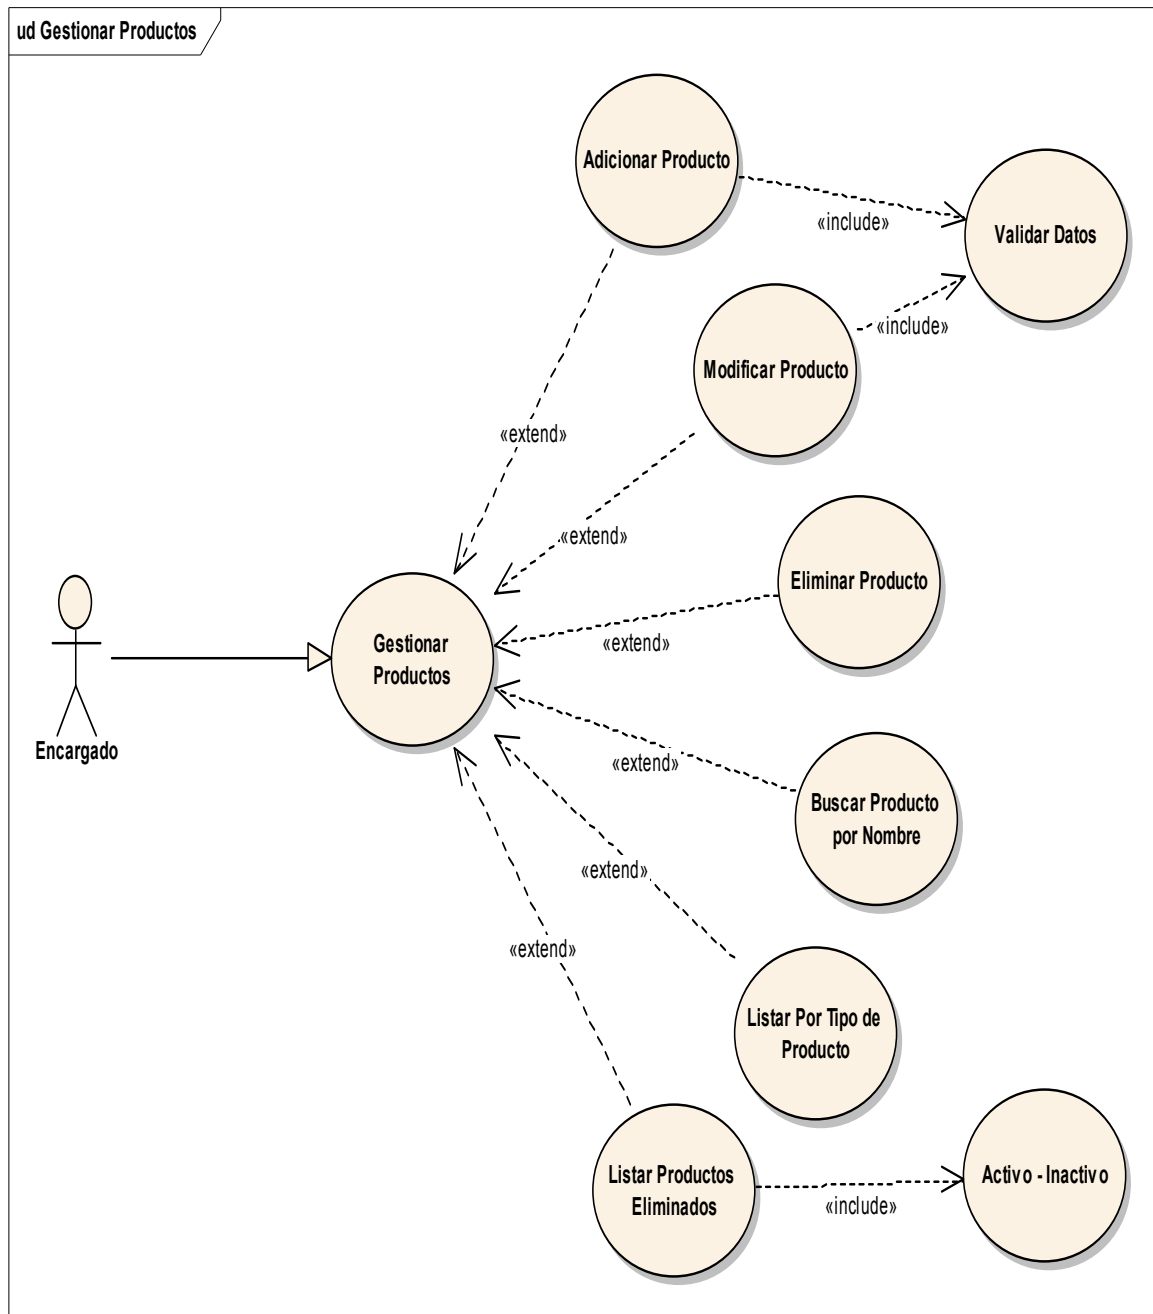 ud Gestionar Productos
Adicionar Producto
«include»
Validar Datos
Modificar Producto
«include»
«extend»
«extend»
Eliminar Producto
«extend»
Gestionar
Productos
Encargado
«extend»
Buscar Producto
por Nombre
«extend»
«extend»
Listar Por Tipo de
Producto
Listar Productos
Eliminados
«include»
Activo - Inactivo